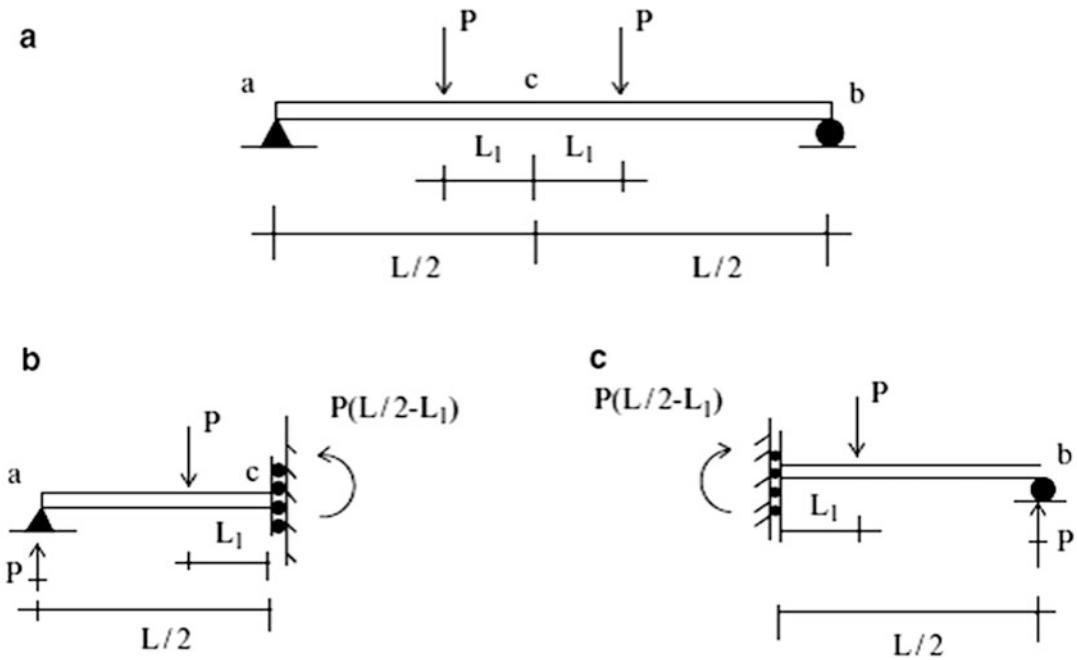 a
P P
a c b
L₁ L₁
L/2 L/2
b
P(L/2-L₁)
P
a c
L₁
P
L/2
c
P(L/2-L₁)
P
b
L₁
P
L/2